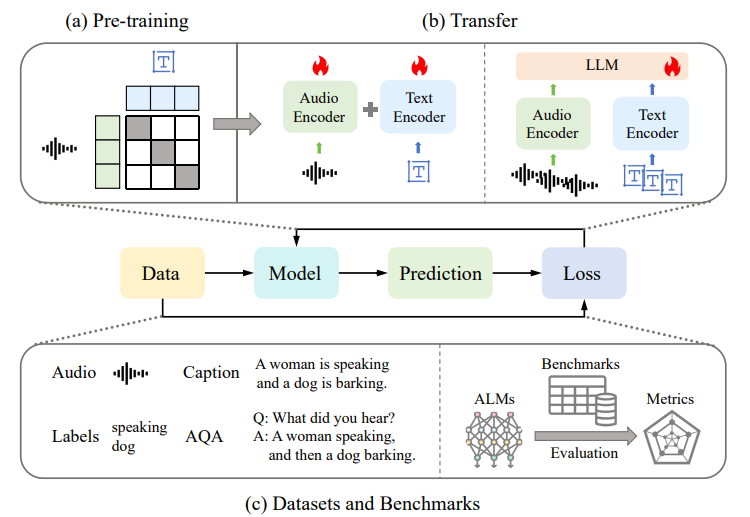 (a) Pre-training
(b) Transfer
T
Audio
Encoder
Text
Encoder
T
LLM
Audio
Encoder
Text
Encoder
T T T
Data
Model
Prediction
Loss
Audio
Caption
A woman is speaking
and a dog is barking.
Labels
speaking
dog
AQA
Q: What did you hear?
A: A woman speaking,
and then a dog barking.
Benchmarks
ALMs
Metrics
Evaluation
(c) Datasets and Benchmarks